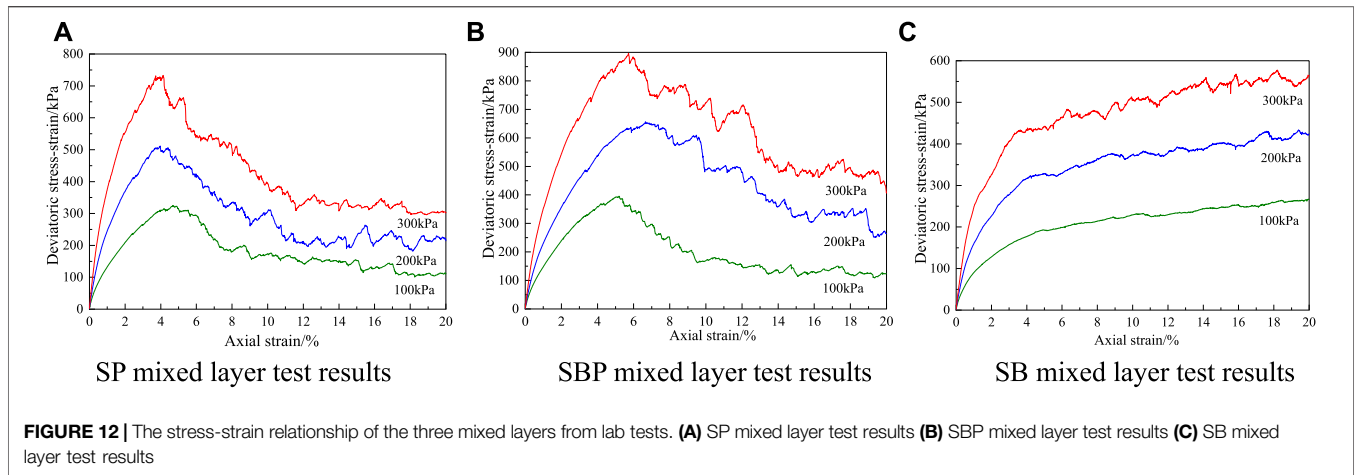 A
Deviatoric stress-strain/kPa
800
700
600
500
400
300
200
100
0
300kPa
200kPa
100kPa
0 2 4 6 8 10 12 14 16 18 20
Axial strain/%
SP mixed layer test results
B
Deviatoric stress-strain/kPa
900
800
700
600
500
400
300
200
100
0
300kPa
200kPa
100kPa
0 2 4 6 8 10 12 14 16 18 20
Axial strain/%
SBP mixed layer test results
C
Deviatoric stress-stain/kPa
600
500
400
300
200
100
0
300kPa
200kPa
100kPa
0 2 4 6 8 10 12 14 16 18 20
Axial strain/%
SB mixed layer test results
FIGURE 12 | The stress-strain relationship of the three mixed layers from lab tests. (A) SP mixed layer test results (B) SBP mixed layer test results (C) SB mixed
layer test results